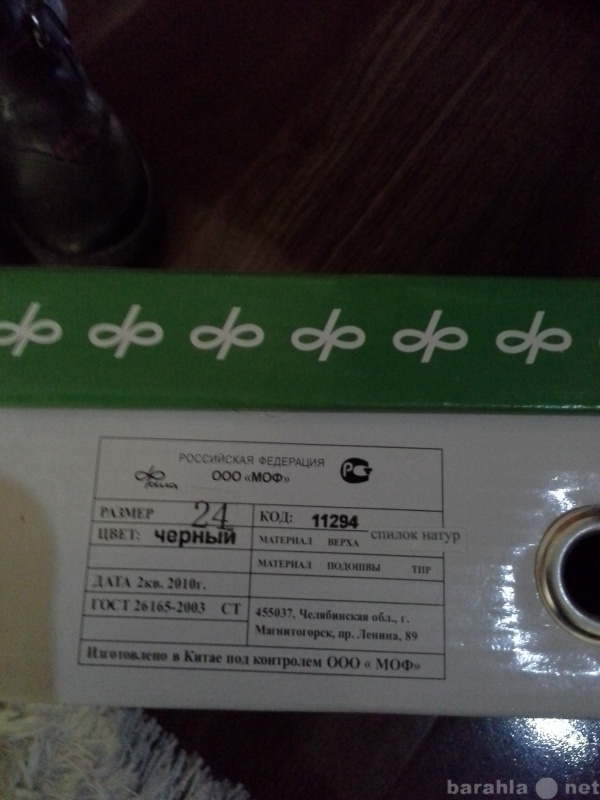 РОССИЙСКАЯ ФЕДЕРАЦИЯ
ООО «МОФ»
РАЗМЕР 24
КОД: 11294
ЦВЕТ: черный
МАТЕРИАЛ ВЕРХА спилок натур
МАТЕРИАЛ ПОДОШВЫ ТПР
ДАТА 2кв. 2010г.
ГОСТ 26165-2003 СТ
455037, Челябинская обл., г.
Магнитогорск, пр. Ленина, 89
Изготовлено в Китае под контролем ООО « МОФ»
barahla net